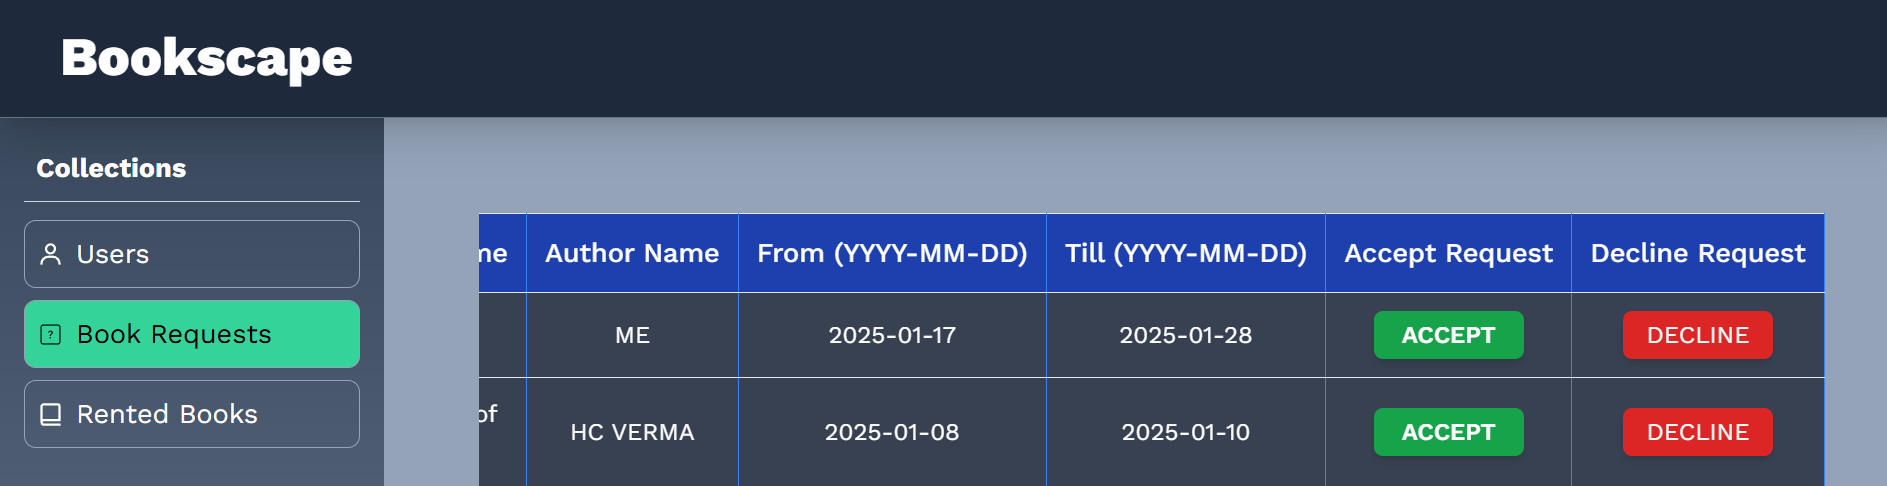 Bookscape
Collections
Users
Book Requests
Rented Books
me Author Name From (YYYY-MM-DD) Till (YYYY-MM-DD) Accept Request Decline Request
ME 2025-01-17 2025-01-28 ACCEPT DECLINE
of HC VERMA 2025-01-08 2025-01-10 ACCEPT DECLINE